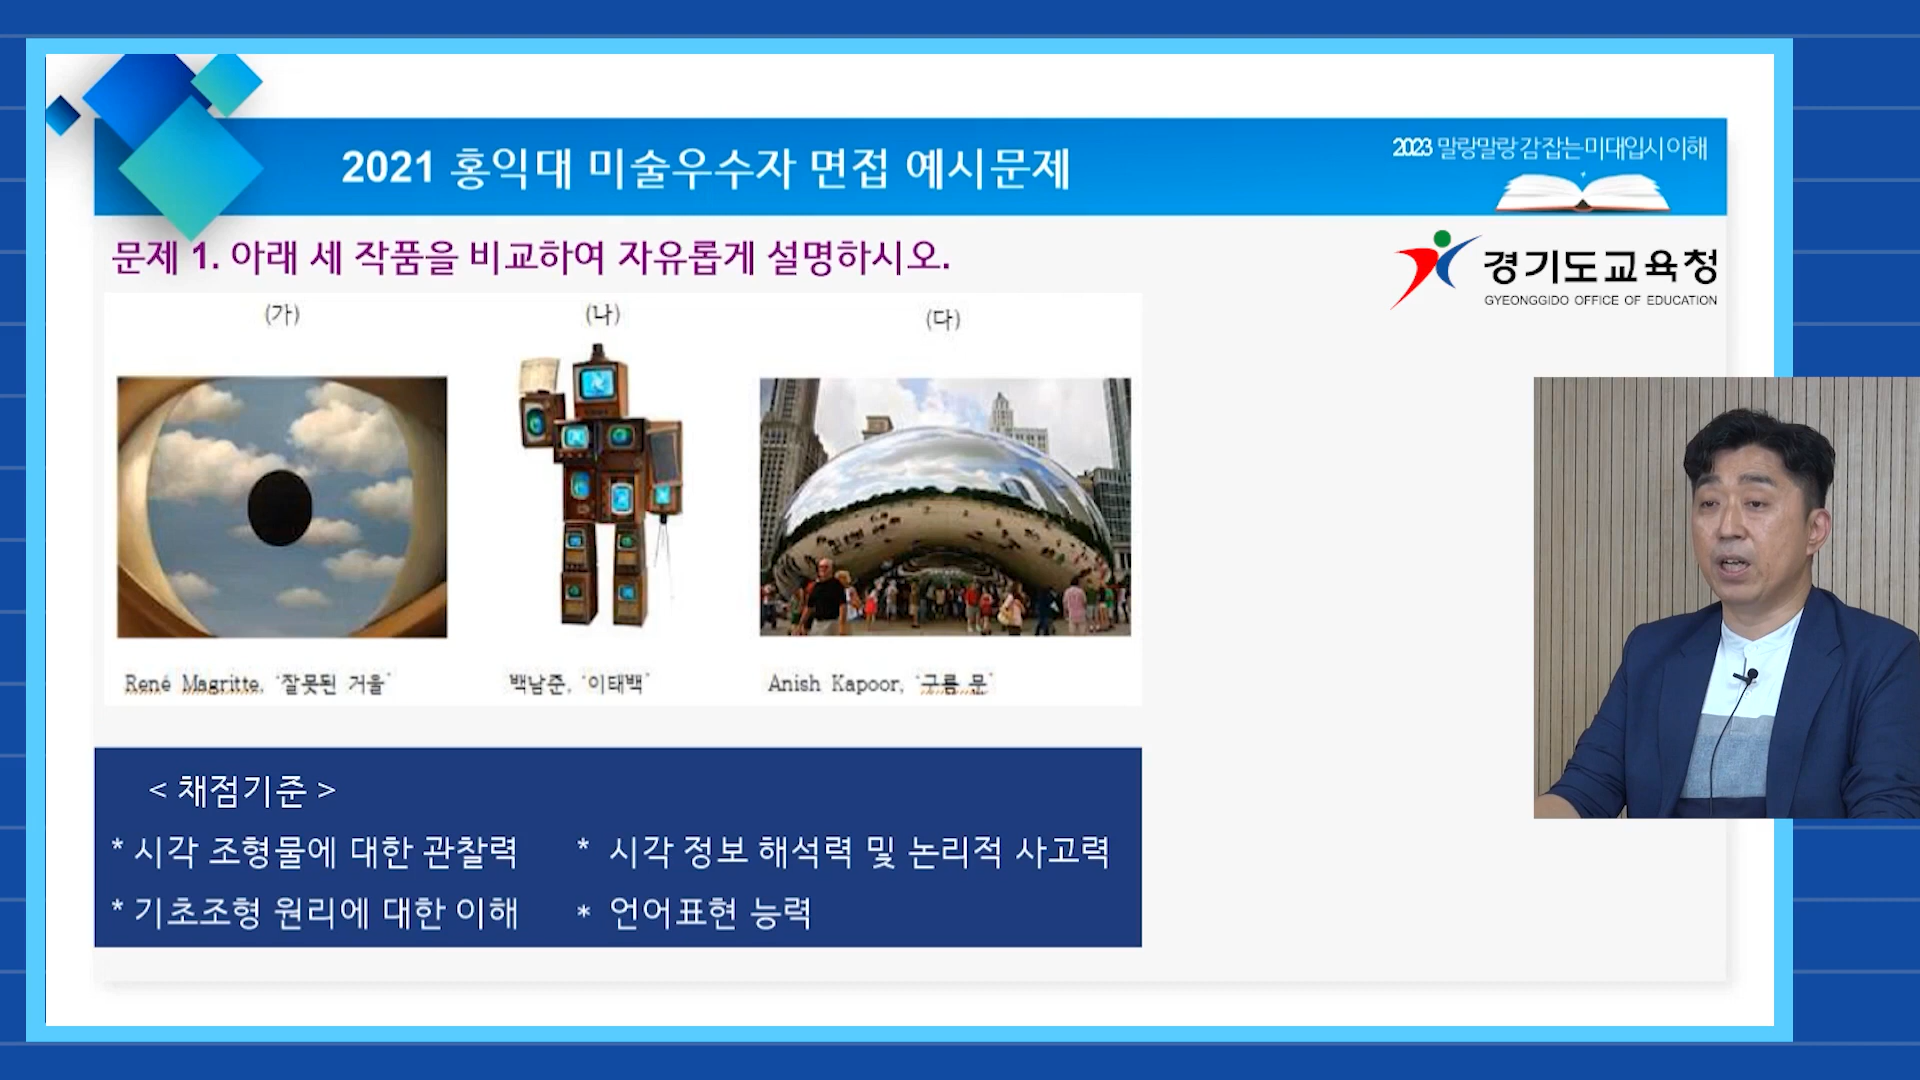 2021 홍익대 미술우수자 면접 예시문제
2023 말랑말랑 감 잡는 미대입시 이해
문제 1. 아래 세 작품을 비교하여 자유롭게 설명하시오.
경기도교육청
GYEONGGIDO OFFICE OF EDUCATION
(가)
(나)
(다)
René Magritte, '잘못된 거울'
백남준, '이태백'
Anish Kapoor, '구름 문'
< 채점기준 >
* 시각 조형물에 대한 관찰력
* 시각 정보 해석력 및 논리적 사고력
* 기초조형 원리에 대한 이해
* 언어표현 능력